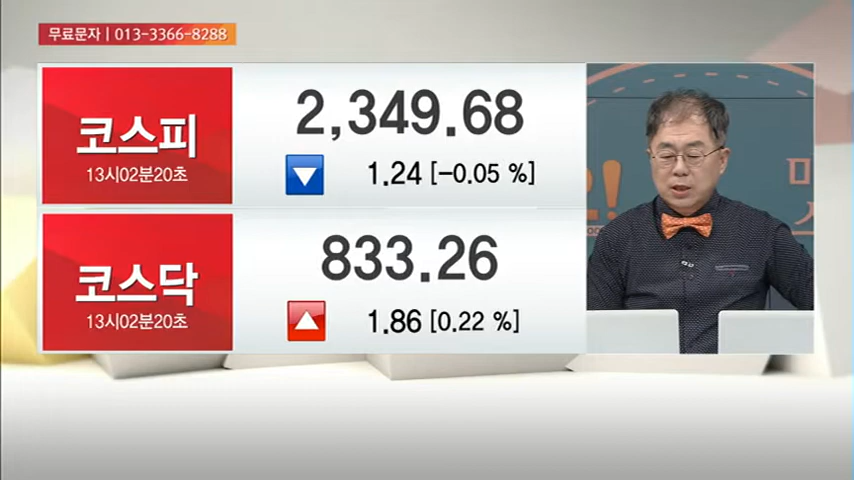 무료문자 | 013-3366-8288
코스피
13시02분20초
2,349.68
1.24 [-0.05 %]
코스닥
13시02분20초
833.26
1.86 [0.22 %]